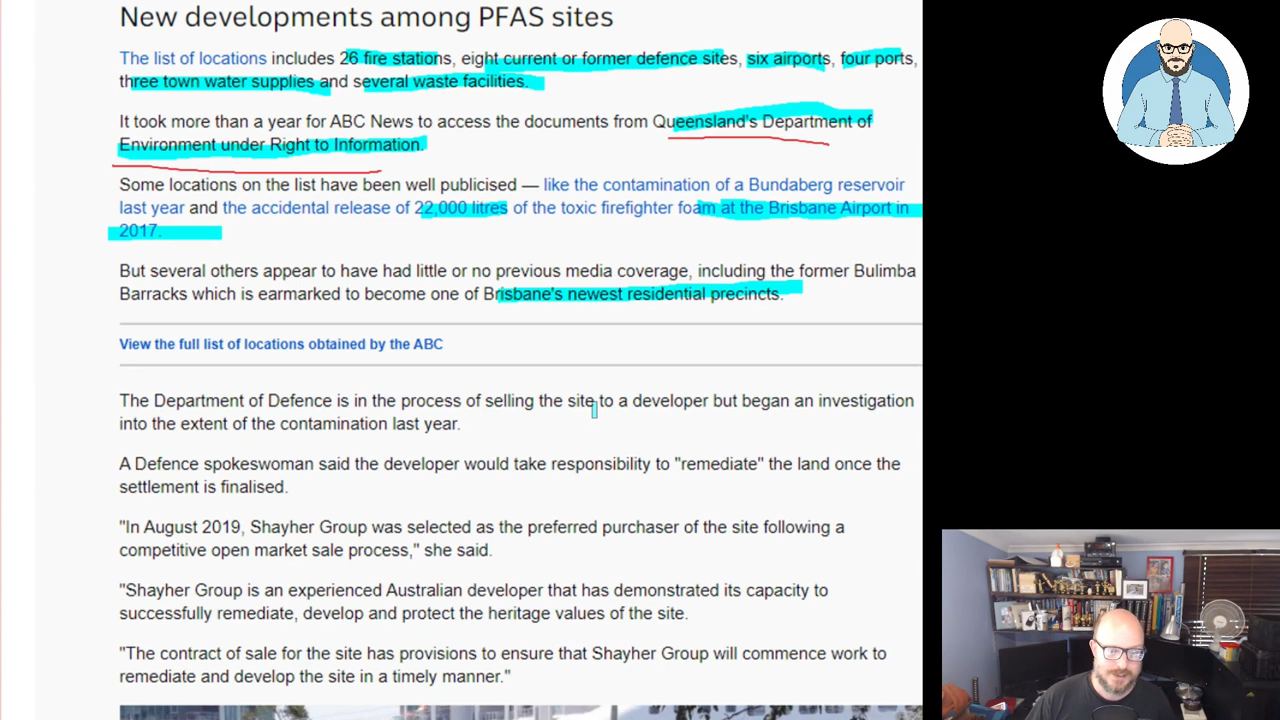 New developments among PFAS sites
The list of locations includes 26 fire stations, eight current or former defence sites, six airports, four ports,
three town water supplies and several waste facilities.
It took more than a year for ABC News to access the documents from Queensland's Department of
Environment under Right to Information.
Some locations on the list have been well publicised — like the contamination of a Bundaberg reservoir
last year and the accidental release of 22,000 litres of the toxic firefighter foam at the Brisbane Airport in
2017.
But several others appear to have had little or no previous media coverage, including the former Bulimba
Barracks which is earmarked to become one of Brisbane's newest residential precincts.
View the full list of locations obtained by the ABC
The Department of Defence is in the process of selling the site to a developer but began an investigation
into the extent of the contamination last year.
A Defence spokeswoman said the developer would take responsibility to "remediate" the land once the
settlement is finalised.
"In August 2019, Shayher Group was selected as the preferred purchaser of the site following a
competitive open market sale process," she said.
"Shayher Group is an experienced Australian developer that has demonstrated its capacity to
successfully remediate, develop and protect the heritage values of the site.
"The contract of sale for the site has provisions to ensure that Shayher Group will commence work to
remediate and develop the site in a timely manner."